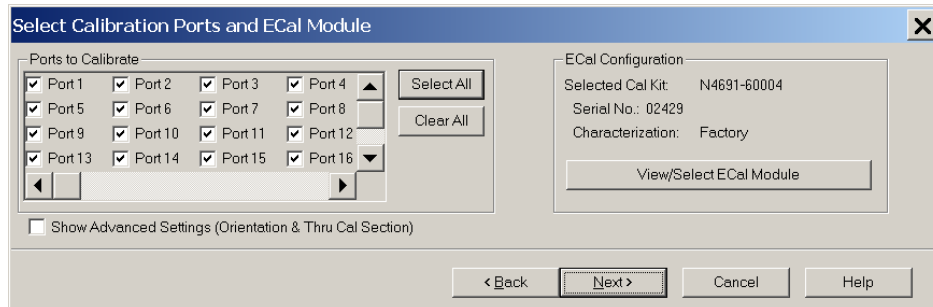 Select Calibration Ports and ECal Module
Ports to Calibrate
Port 1 Port 2 Port 3 Port 4
Port 5 Port 6 Port 7 Port 8
Port 9 Port 10 Port 11 Port 12
Port 13 Port 14 Port 15 Port 16
Select All
Clear All
Show Advanced Settings (Orientation & Thru Cal Section)
ECal Configuration
Selected Cal Kit: N4691-60004
Serial No.: 02429
Characterization: Factory
View/Select ECal Module
< Back Next > Cancel Help